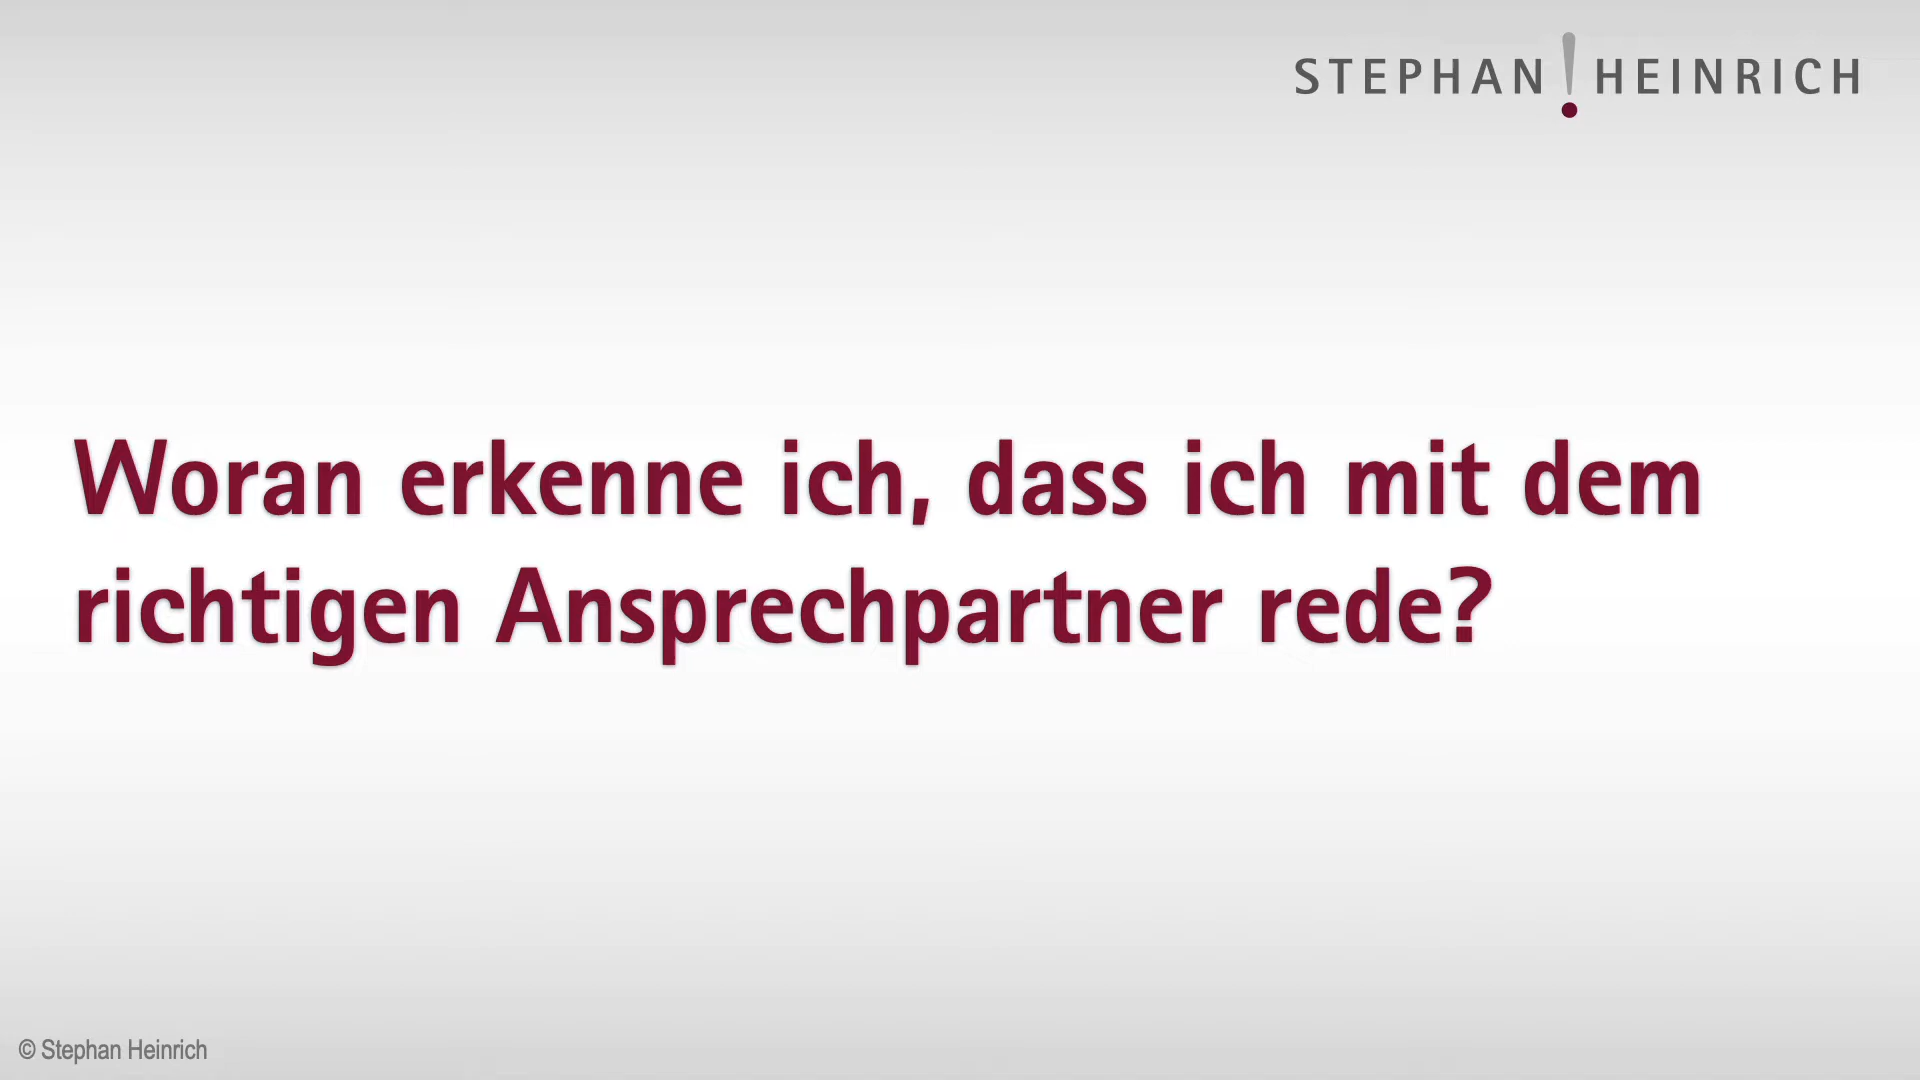 STEPHAN HEINRICH
Woran erkenne ich, dass ich mit dem
richtigen Ansprechpartner rede?
© Stephan Heinrich